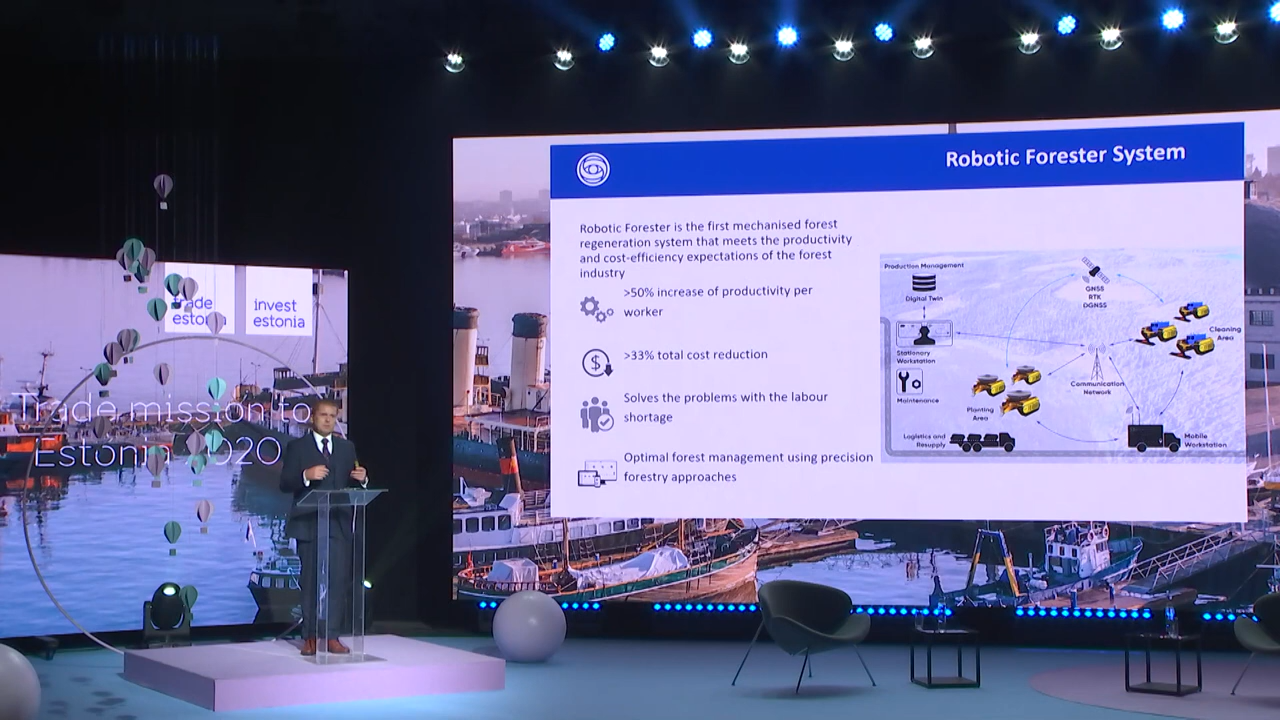 Robotic Forester System
Robotic Forester is the first mechanised forest
regeneration system that meets the productivity
and cost-efficiency expectations of the forest
industry
>50% increase of productivity per
worker
>33% total cost reduction
Solves the problems with the labour
shortage
Optimal forest management using precision
forestry approaches
Production Management
Digital Twin
Stationary
Workstation
Maintenance
Logistics and
Resupply
GNSS
RTK
DGNSS
Cleaning
Area
Communication
Network
Planting
Area
Mobile
Workstation
trade
estonia
invest
estonia
Trade mission to
Estonia 2020